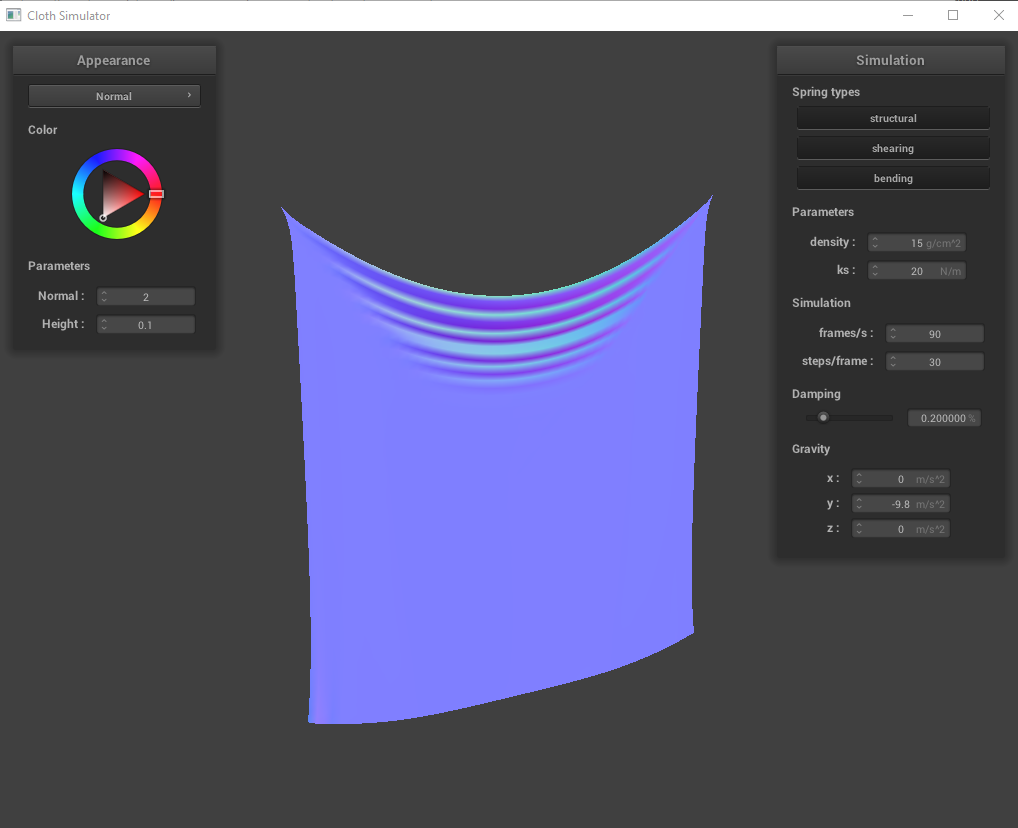 Cloth Simulator
Appearance
Normal
Color
Parameters
Normal : 2
Height : 0.1
Simulation
Spring types
structural
shearing
bending
Parameters
density : 15 g/cm^2
ks : 20 N/m
Simulation
frames/s : 90
steps/frame : 30
Damping
0.200000 %
Gravity
x : 0 m/s^2
y : -9.8 m/s^2
z : 0 m/s^2